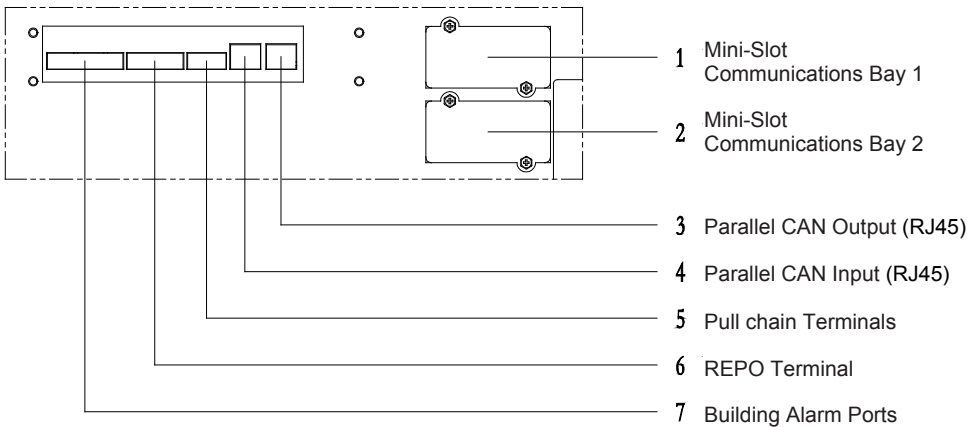 1 Mini-Slot
Communications Bay 1
2 Mini-Slot
Communications Bay 2
3 Parallel CAN Output (RJ45)
4 Parallel CAN Input (RJ45)
5 Pull chain Terminals
6 REPO Terminal
7 Building Alarm Ports